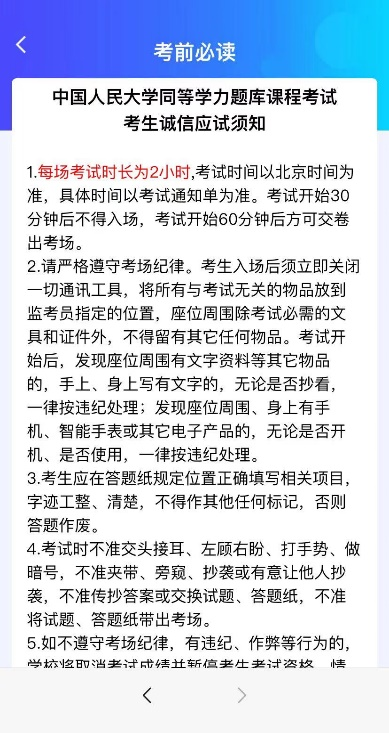 考前必读
中国人民大学同等学力题库课程考试
考生诚信应试须知
1.每场考试时长为2小时,考试时间以北京时间为
准，具体时间以考试通知单为准。考试开始30
分钟后不得入场，考试开始60分钟后方可交卷
出考场。
2.请严格遵守考场纪律。考生入场后须立即关闭
一切通讯工具，将所有与考试无关的物品放到
监考员指定的位置，座位周围除考试必需的文
具和证件外，不得留有其它任何物品。考试开
始后，发现座位周围有文字资料等其它物品
的，手上、身上写有文字的，无论是否抄看，
一律按违纪处理；发现座位周围、身上有手
机、智能手表或其它电子产品的，无论是否开
机、是否使用，一律按违纪处理。
3.考生应在答题纸规定位置正确填写相关项目，
字迹工整、清楚，不得作其他任何标记，否则
答题作废。
4.考试时不准交头接耳、左顾右盼、打手势、做
暗号，不准夹带、旁窥、抄袭或有意让他人抄
袭，不准传抄答案或交换试题、答题纸，不准
将试题、答题纸带出考场。
5.如不遵守考场纪律，有违纪、作弊等行为的，
学校将取消考试成绩并暂停考生考试资格，情